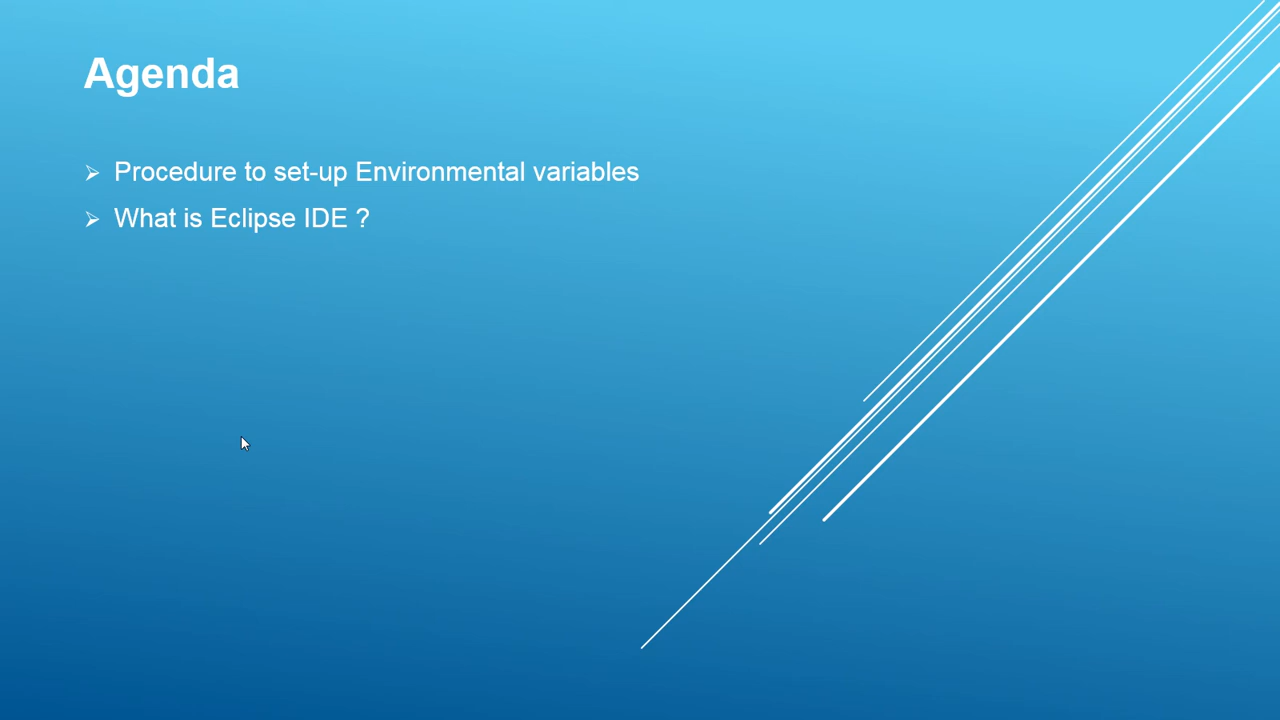 Agenda
➢ Procedure to set-up Environmental variables
➢ What is Eclipse IDE ?